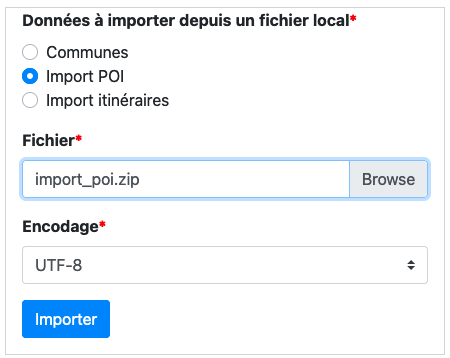 Données à importer depuis un fichier local*
Communes
Import POI
Import itinéraires
Fichier*
import_poi.zip Browse
Encodage*
UTF-8
Importer